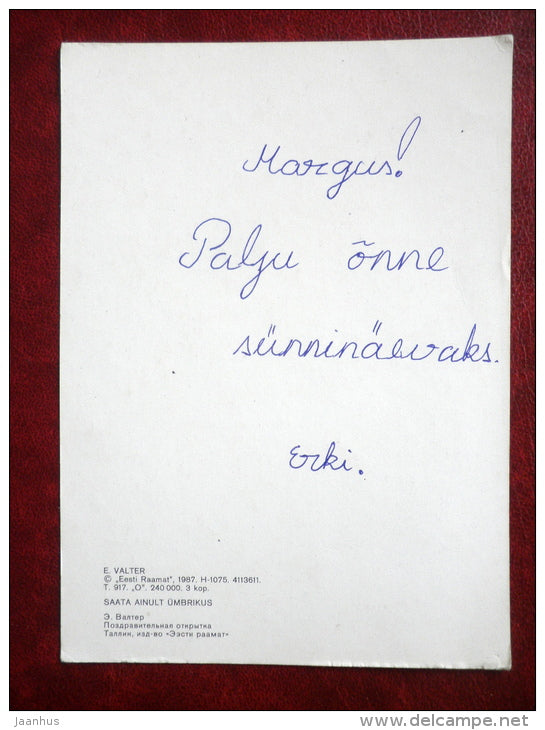 Margus!
Palju õnne
sünninäevaks.
Erki.
E. VALTER
© „Eesti Raamat", 1987. H-1075. 4113611.
T. 917. „O". 240 000. 3 kop.
SAATA AINULT ÜMBRIKUS
Э. Валтер
Поздравительная открытка
Таллин, изд-во «Ээсти раамат»
jaanhus
www.delcampe.net